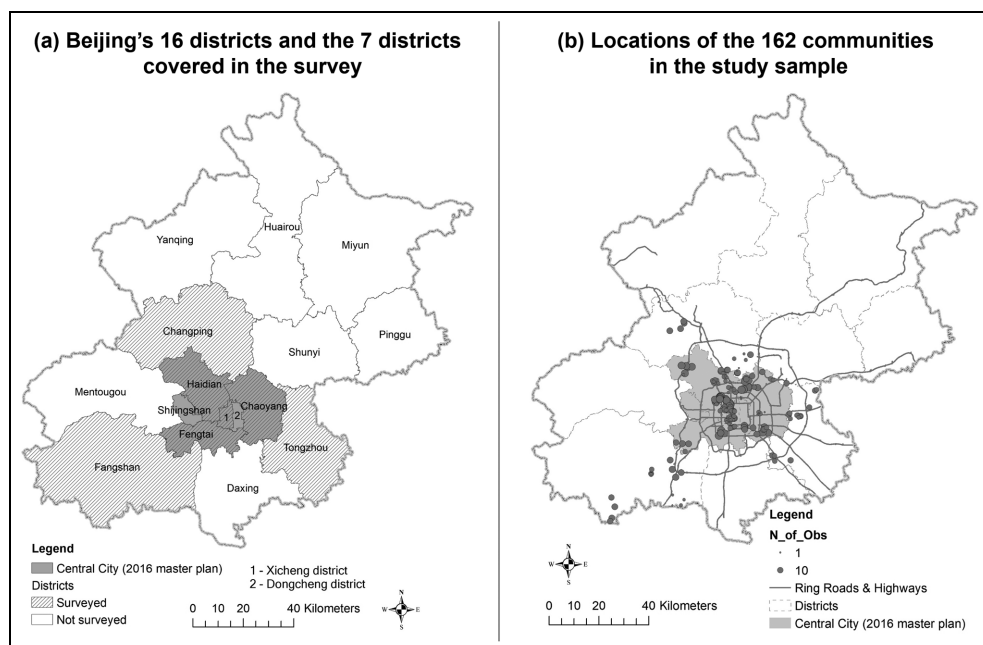 (a) Beijing's 16 districts and the 7 districts
covered in the survey
Yanqing
Huairou
Miyun
Changping
Pinggu
Shunyi
Mentougou
Haidian
Shijingshan
1
2
Chaoyang
Fengtai
Tongzhou
Fangshan
Daxing
Legend
Central City (2016 master plan)
Districts
Surveyed
Not surveyed
1 - Xicheng district
2 - Dongcheng district
0 10 20 40 Kilometers
N
W E
S
(b) Locations of the 162 communities
in the study sample
Legend
N_of_Obs
1
10
Ring Roads & Highways
Districts
Central City (2016 master plan)
N
W E
S
0 10 20 40 Kilometers